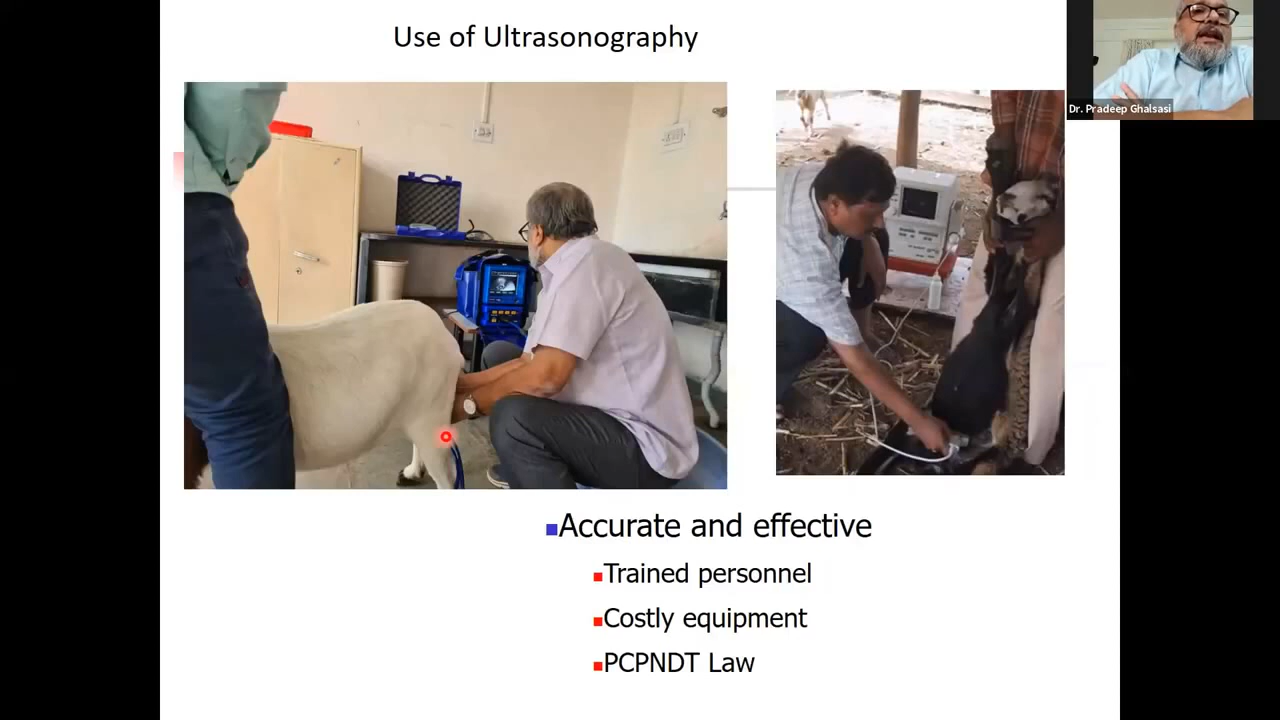 Use of Ultrasonography
Dr. Pradeep Ghalsasi
Accurate and effective
Trained personnel
Costly equipment
PCPNDT Law